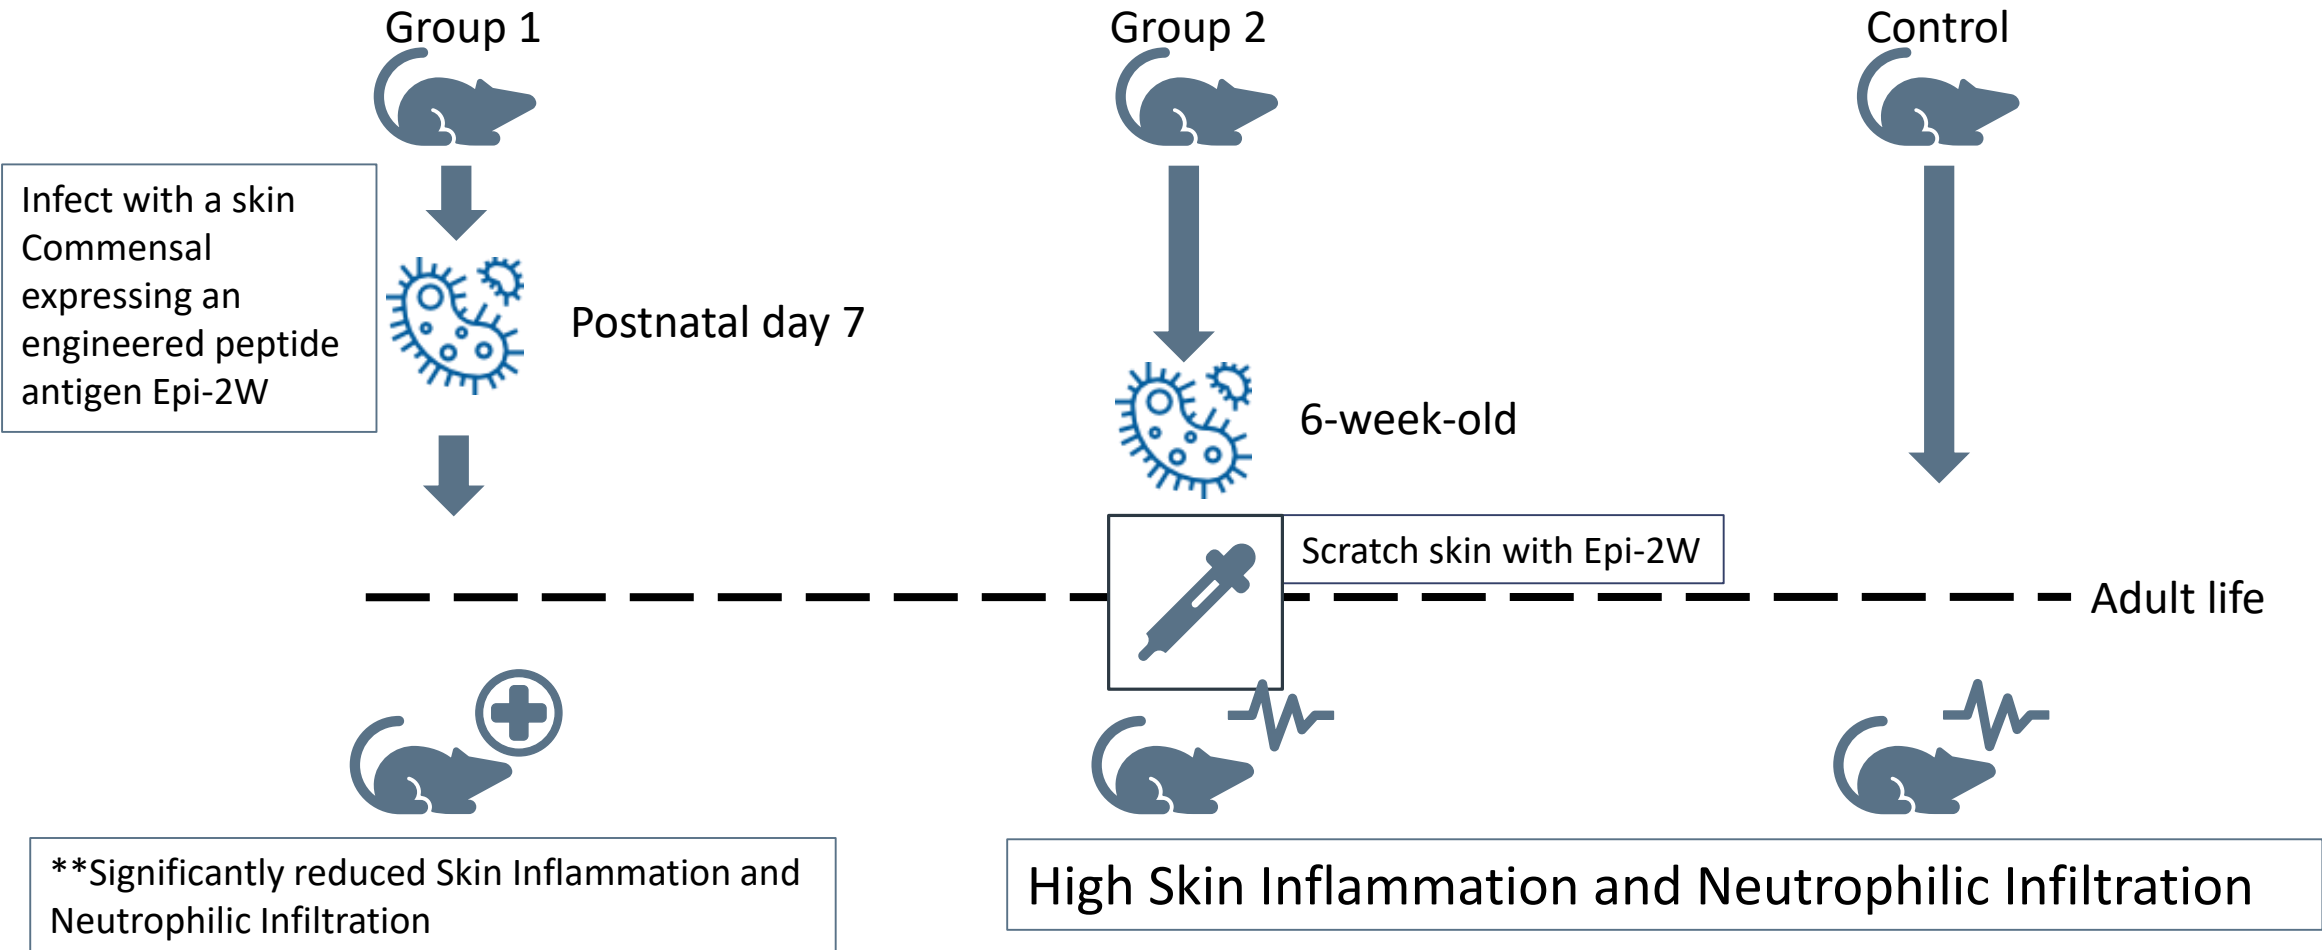 Group 1
Group 2
Control
Infect with a skin
Commensal
expressing an
engineered peptide
antigen Epi-2W
Postnatal day 7
6-week-old
Scratch skin with Epi-2W
Adult life
**Significantly reduced Skin Inflammation and
Neutrophilic Infiltration
High Skin Inflammation and Neutrophilic Infiltration